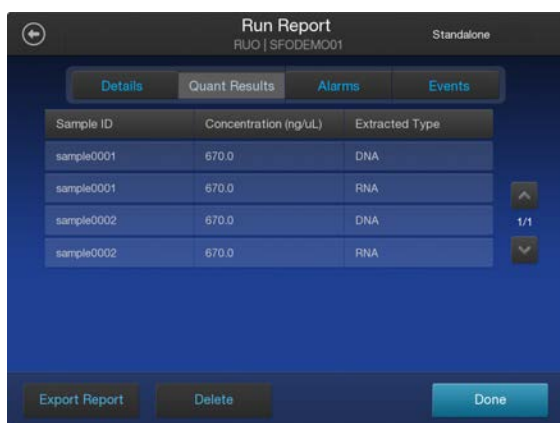 Run Report
RUO | SFODEMO01
Standalone
Details Quant Results Alarms Events
Sample ID Concentration (ng/uL) Extracted Type
sample0001 670.0 DNA
sample0001 670.0 RNA
sample0002 670.0 DNA
sample0002 670.0 RNA
1/1
Export Report Delete Done